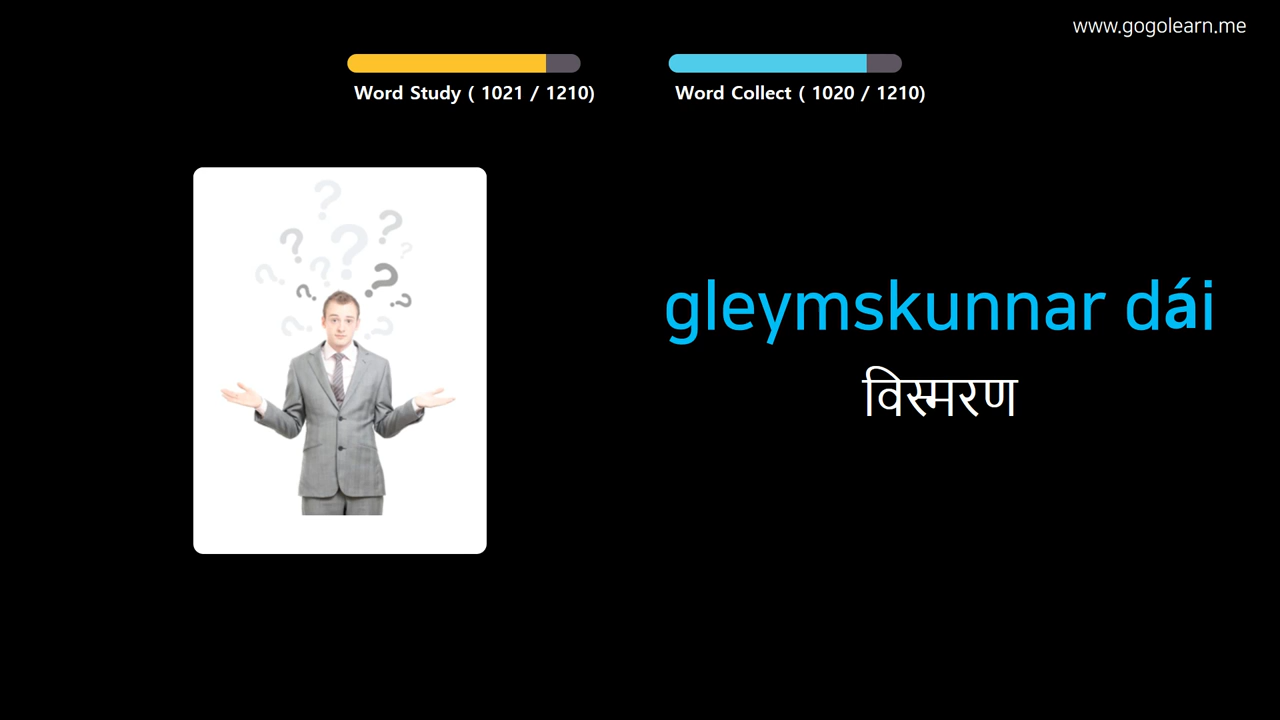 www.gogolearn.me
Word Study ( 1021 / 1210)
Word Collect ( 1020 / 1210)
gleymskunnar dái
विस्मरण